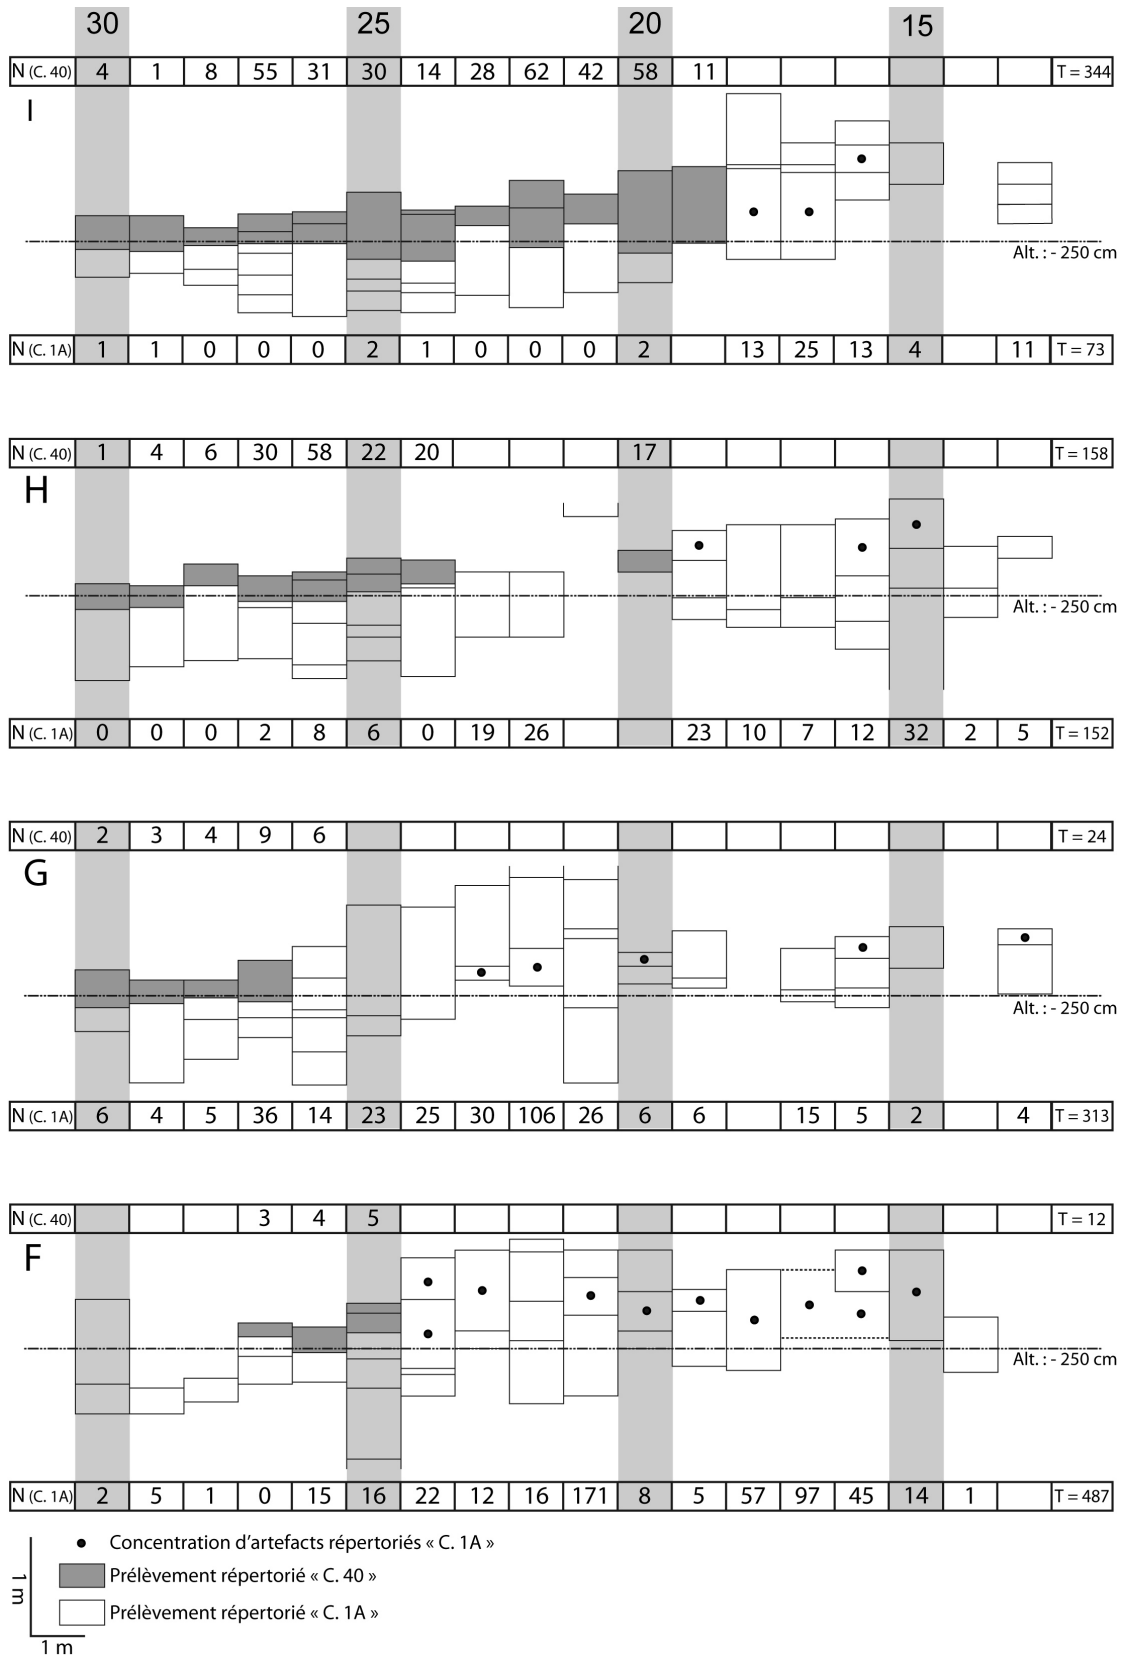 30 25 20 15
N (C. 40) 4 1 8 55 31 30 14 28 62 42 58 11 T = 344
I
Alt. : - 250 cm
N (C. 1A) 1 1 0 0 0 2 1 0 0 0 2 13 25 13 4 11 T = 73
N (C. 40) 1 4 6 30 58 22 20 17 T = 158
H
Alt. : - 250 cm
N (C. 1A) 0 0 0 2 8 6 0 19 26 23 10 7 12 32 2 5 T = 152
N (C. 40) 2 3 4 9 6 T = 24
G
Alt. : - 250 cm
N (C. 1A) 6 4 5 36 14 23 25 30 106 26 6 6 15 5 2 4 T = 313
N (C. 40) 3 4 5 T = 12
F
Alt. : - 250 cm
N (C. 1A) 2 5 1 0 15 16 22 12 16 171 8 5 57 97 45 14 1 T = 487
Concentration d'artefacts répertoriés « C. 1A »
Prélèvement répertorié « C. 40 »
Prélèvement répertorié « C. 1A »
1 m
1 m